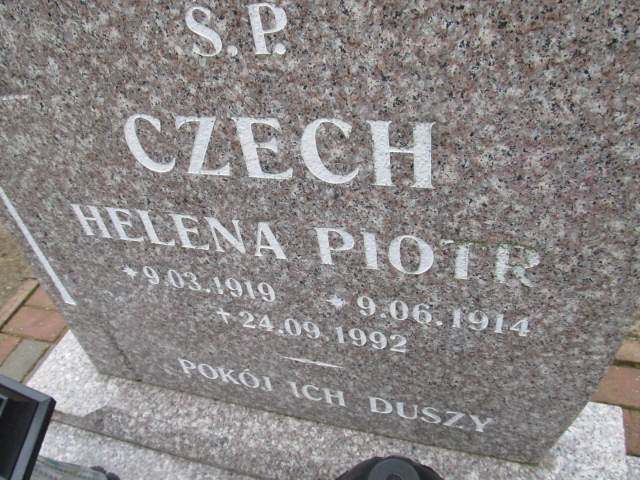 S.P.
CZECH
HELENA PIOTR
*9.03.1919 *9.06.1914
+24.09.1992
POKÓJ ICH DUSZY